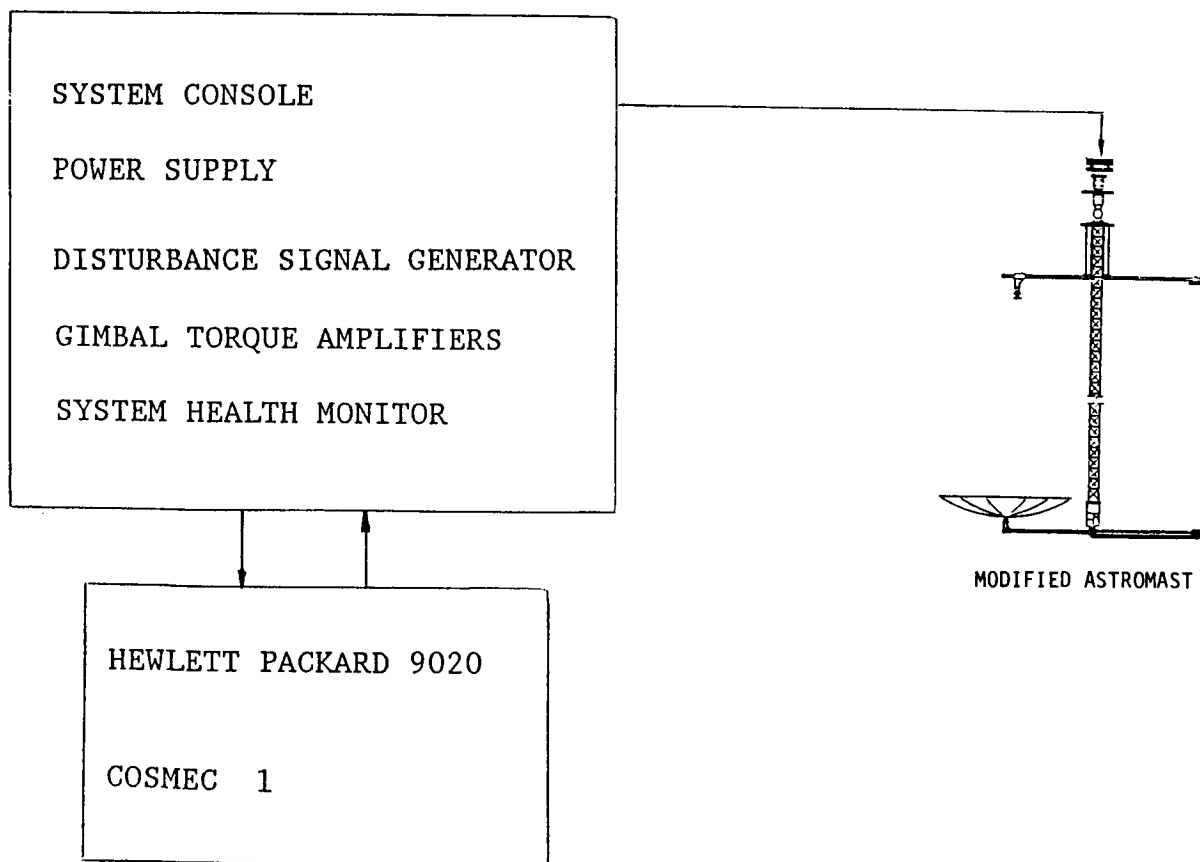 SYSTEM CONSOLE
POWER SUPPLY
DISTURBANCE SIGNAL GENERATOR
GIMBAL TORQUE AMPLIFIERS
SYSTEM HEALTH MONITOR
MODIFIED ASTROMAST
HEWLETT PACKARD 9020
COSMEC 1